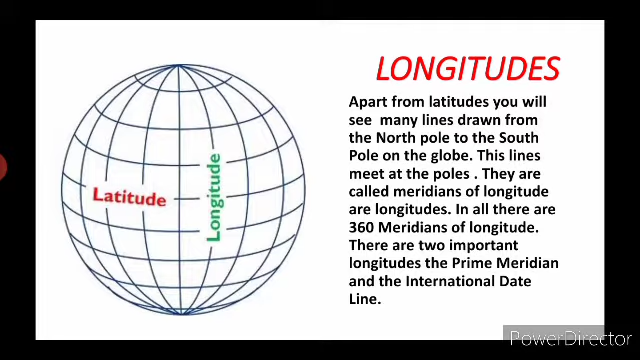 LONGITUDES
Apart from latitudes you will
see many lines drawn from
the North pole to the South
Pole on the globe. This lines
meet at the poles . They are
called meridians of longitude
are longitudes. In all there are
360 Meridians of longitude.
There are two important
longitudes the Prime Meridian
and the International Date
Line.
Latitude
Longitude
PowerDirector